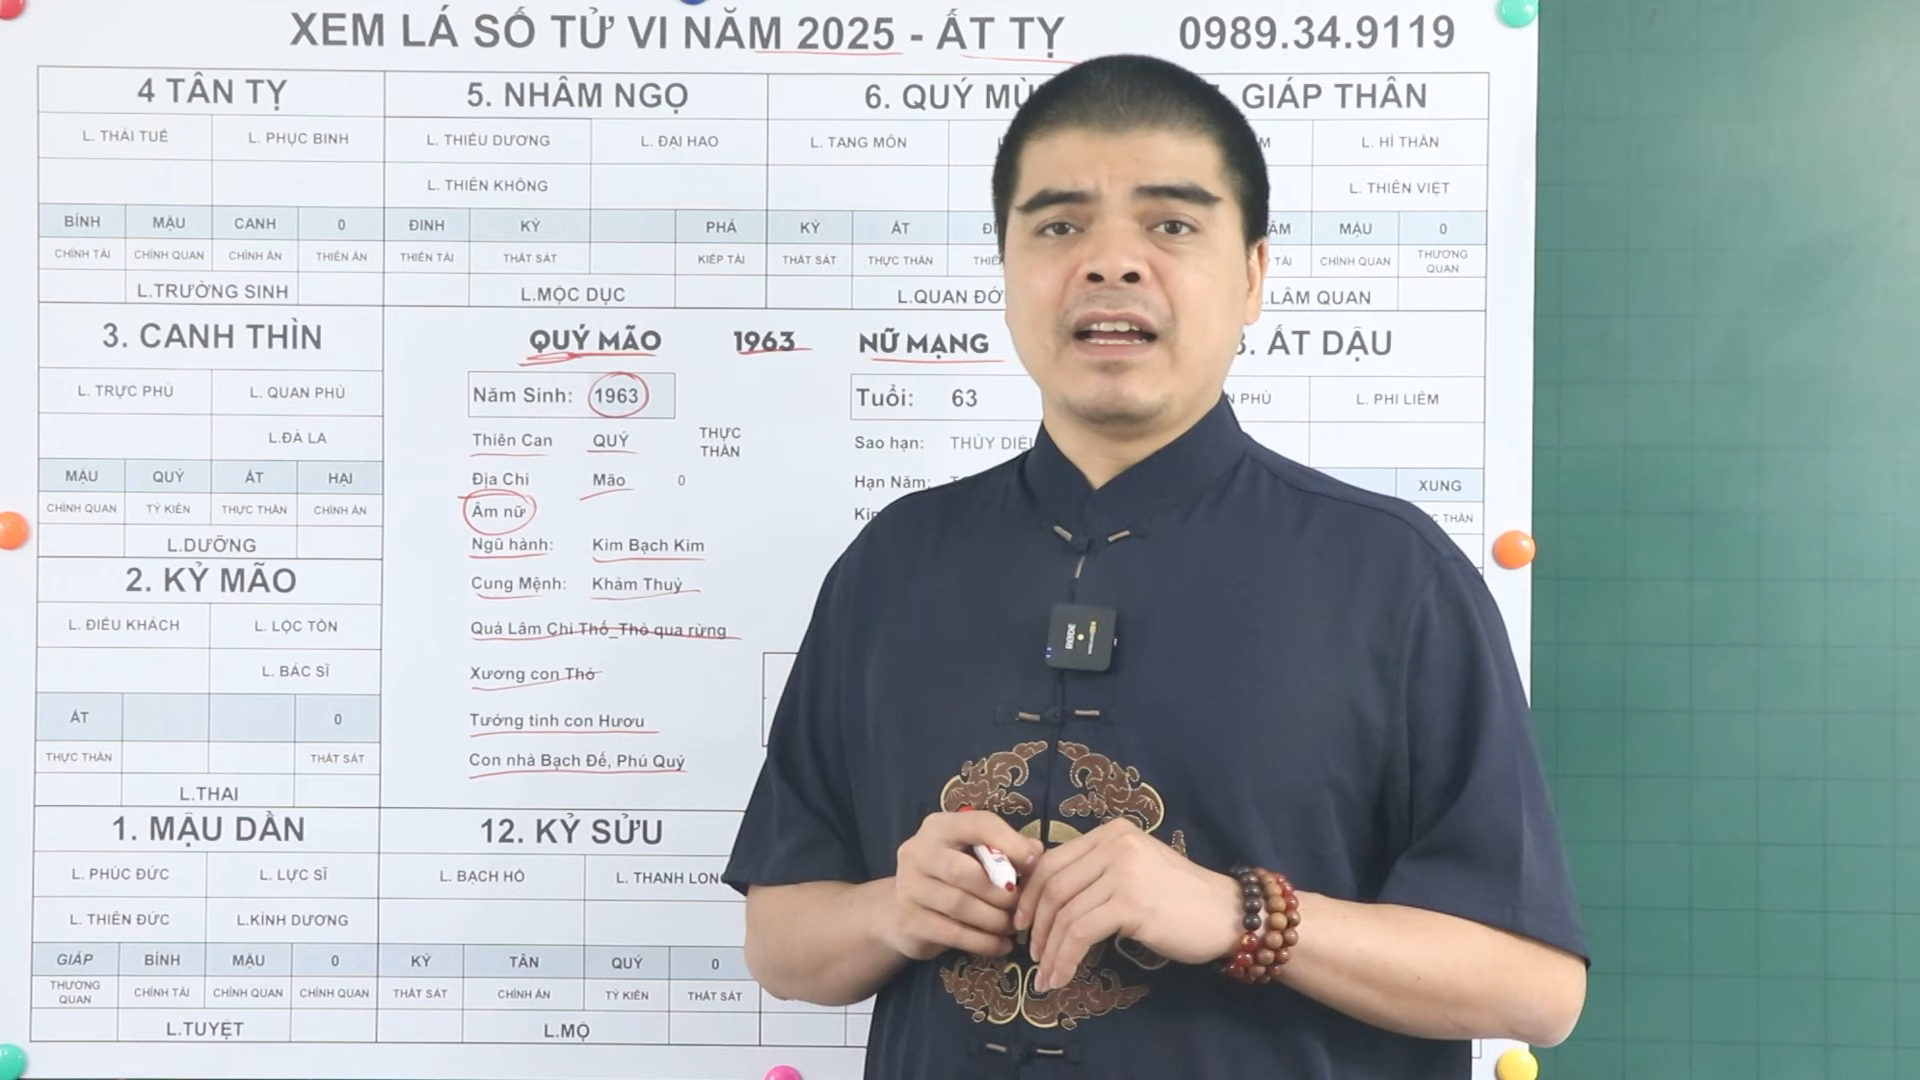 XEM LÁ SỐ TỬ VI NĂM 2025 - ẤT TỴ 0989.34.9119
4 TÂN TỴ
L. THÁI TUẾ L. PHỤC BINH
BÍNH MẬU CANH 0
CHÍNH TÀI CHÍNH QUAN CHÍNH ẤN THIÊN ẤN
L.TRƯỜNG SINH
5. NHÂM NGỌ
L. THIẾU DƯƠNG L. ĐẠI HAO
L. THIÊN KHÔNG
ĐINH KỶ PHÁ
THIÊN TÀI THẤT SÁT KIẾP TÀI
L.MỘC DỤC
6. QUÝ MÙ
L. TANG MÔN
KỶ ẤT
THẤT SÁT THỰC THẦN
L.QUAN ĐỚ
GIÁP THÂN
L. HỈ THẦN
L. THIÊN VIỆT
MẬU 0
TÀI CHÍNH QUAN THƯƠNG QUAN
LÂM QUAN
3. CANH THÌN
L. TRỰC PHÙ L. QUAN PHÙ
L.ĐÀ LA
MẬU QUÝ ẤT HẠI
CHÍNH QUAN TỶ KIÊN THỰC THẦN CHÍNH ẤN
L.DƯỠNG
QUÝ MÃO 1963 NỮ MẠNG
Năm Sinh: 1963
Tuổi: 63
Thiên Can QUÝ THỰC THẦN
Sao hạn: THỦY DIỆU
Địa Chi Mão 0
Hạn Năm:
Âm nữ
Ngũ hành: Kim Bạch Kim
Cung Mệnh: Khảm Thuỷ
Quá Lâm Chi Thố_Thỏ qua rừng
Xương con Thỏ
Tướng tinh con Hươu
Con nhà Bạch Đế, Phú Quý
ẤT DẬU
PHÙ L. PHI LIÊM
XUNG
THẦN
2. KỶ MÃO
L. ĐIẾU KHÁCH L. LỘC TỒN
L. BÁC SĨ
ẤT 0
THỰC THẦN THẤT SÁT
L.THAI
1. MẬU DẦN
L. PHÚC ĐỨC L. LỰC SĨ
L. THIÊN ĐỨC L.KÌNH DƯƠNG
GIÁP BÍNH MẬU 0
THƯƠNG QUAN CHÍNH TÀI CHÍNH QUAN CHÍNH QUAN
L.TUYỆT
12. KỶ SỬU
L. BẠCH HỔ L. THANH LONG
KỶ TÂN QUÝ 0
THẤT SÁT CHÍNH ẤN TỶ KIÊN THẤT SÁT
L.MỘ
RØDE